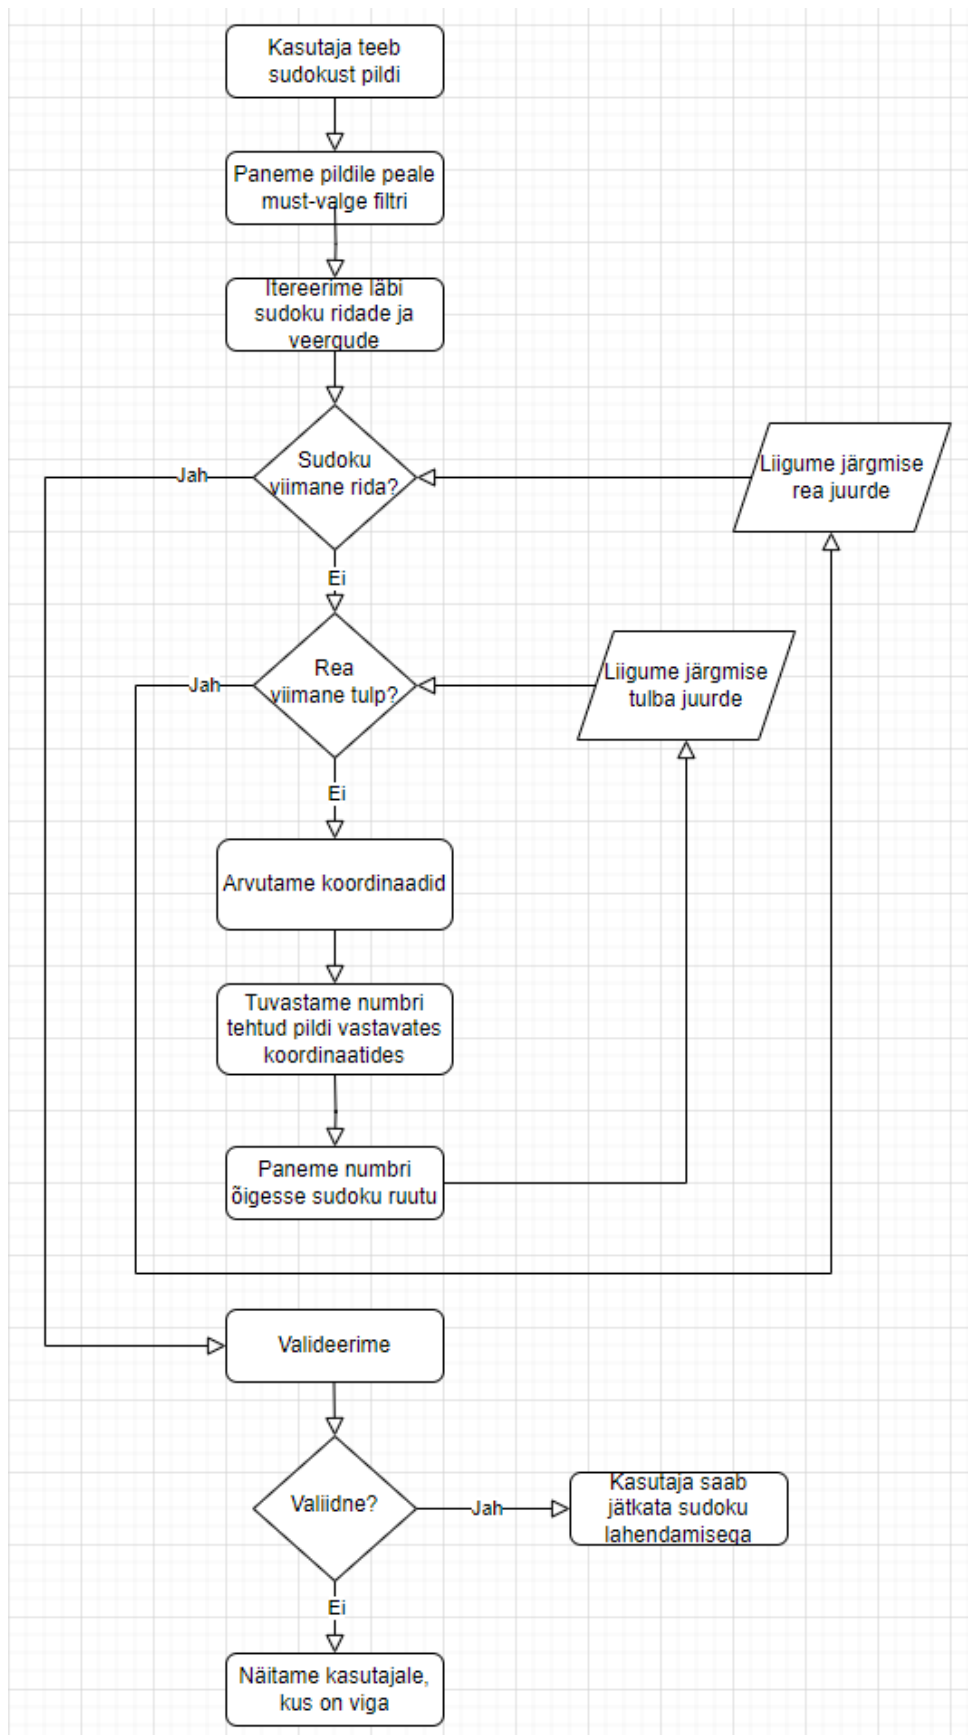 Kasutaja teeb
sudokust pildi
Paneme pildile peale
must-valge filtri
Itereerime läbi
sudoku ridade ja
veergude
Sudoku
viimane rida?
Jah
Liigume järgmise
rea juurde
Ei
Rea
viimane tulp?
Jah
Liigume järgmise
tulba juurde
Ei
Arvutame koordinaadid
Tuvastame numbri
tehtud pildi vastavates
koordinaatides
Paneme numbri
õigesse sudoku ruutu
Valideerime
Valiidne?
Jah
Kasutaja saab
jätkata sudoku
lahendamisega
Ei
Näitame kasutajale,
kus on viga